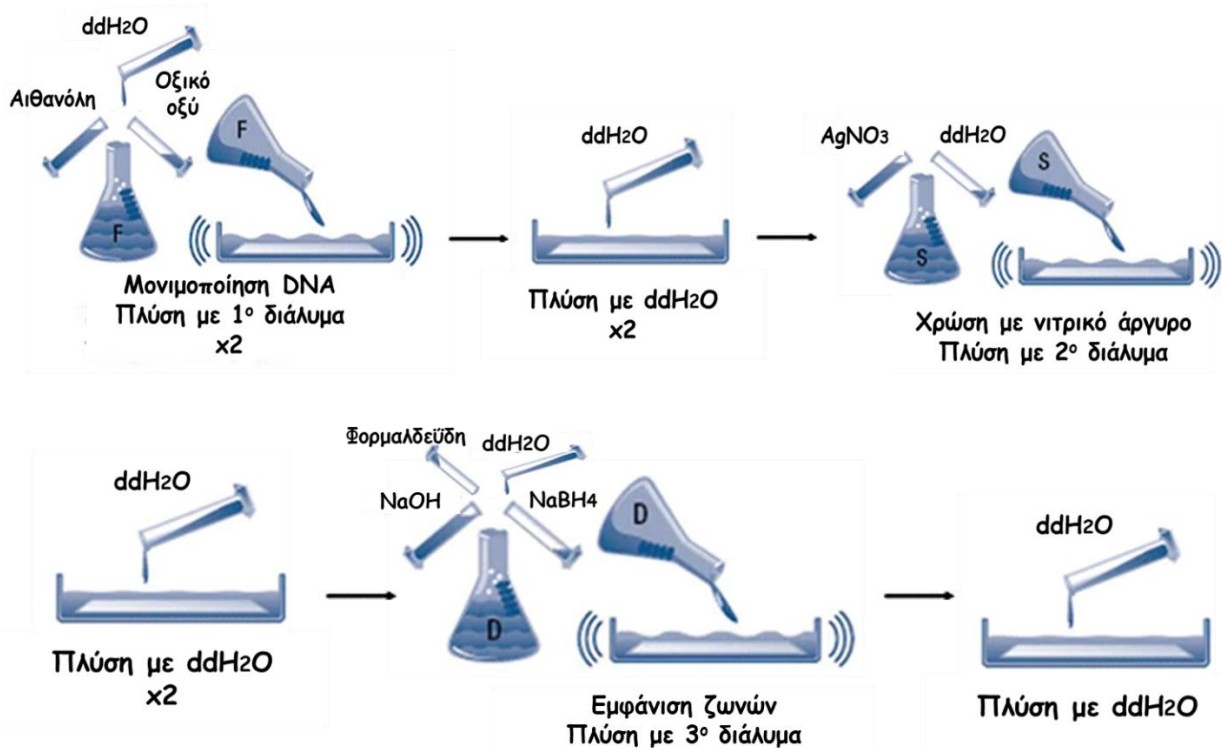 ddH2O
Αιθανόλη
Οξικό
οξύ
F
F
Μονιμοποίηση DNA
Πλύση με 1ο διάλυμα
x2
ddH2O
Πλύση με ddH2O
x2
AgNO3
ddH2O
S
S
Χρώση με νιτρικό άργυρο
Πλύση με 2ο διάλυμα
ddH2O
Πλύση με ddH2O
x2
Φορμαλδεΰδη
ddH2O
NaOH
NaBH4
D
D
Εμφάνιση ζωνών
Πλύση με 3ο διάλυμα
ddH2O
Πλύση με ddH2O